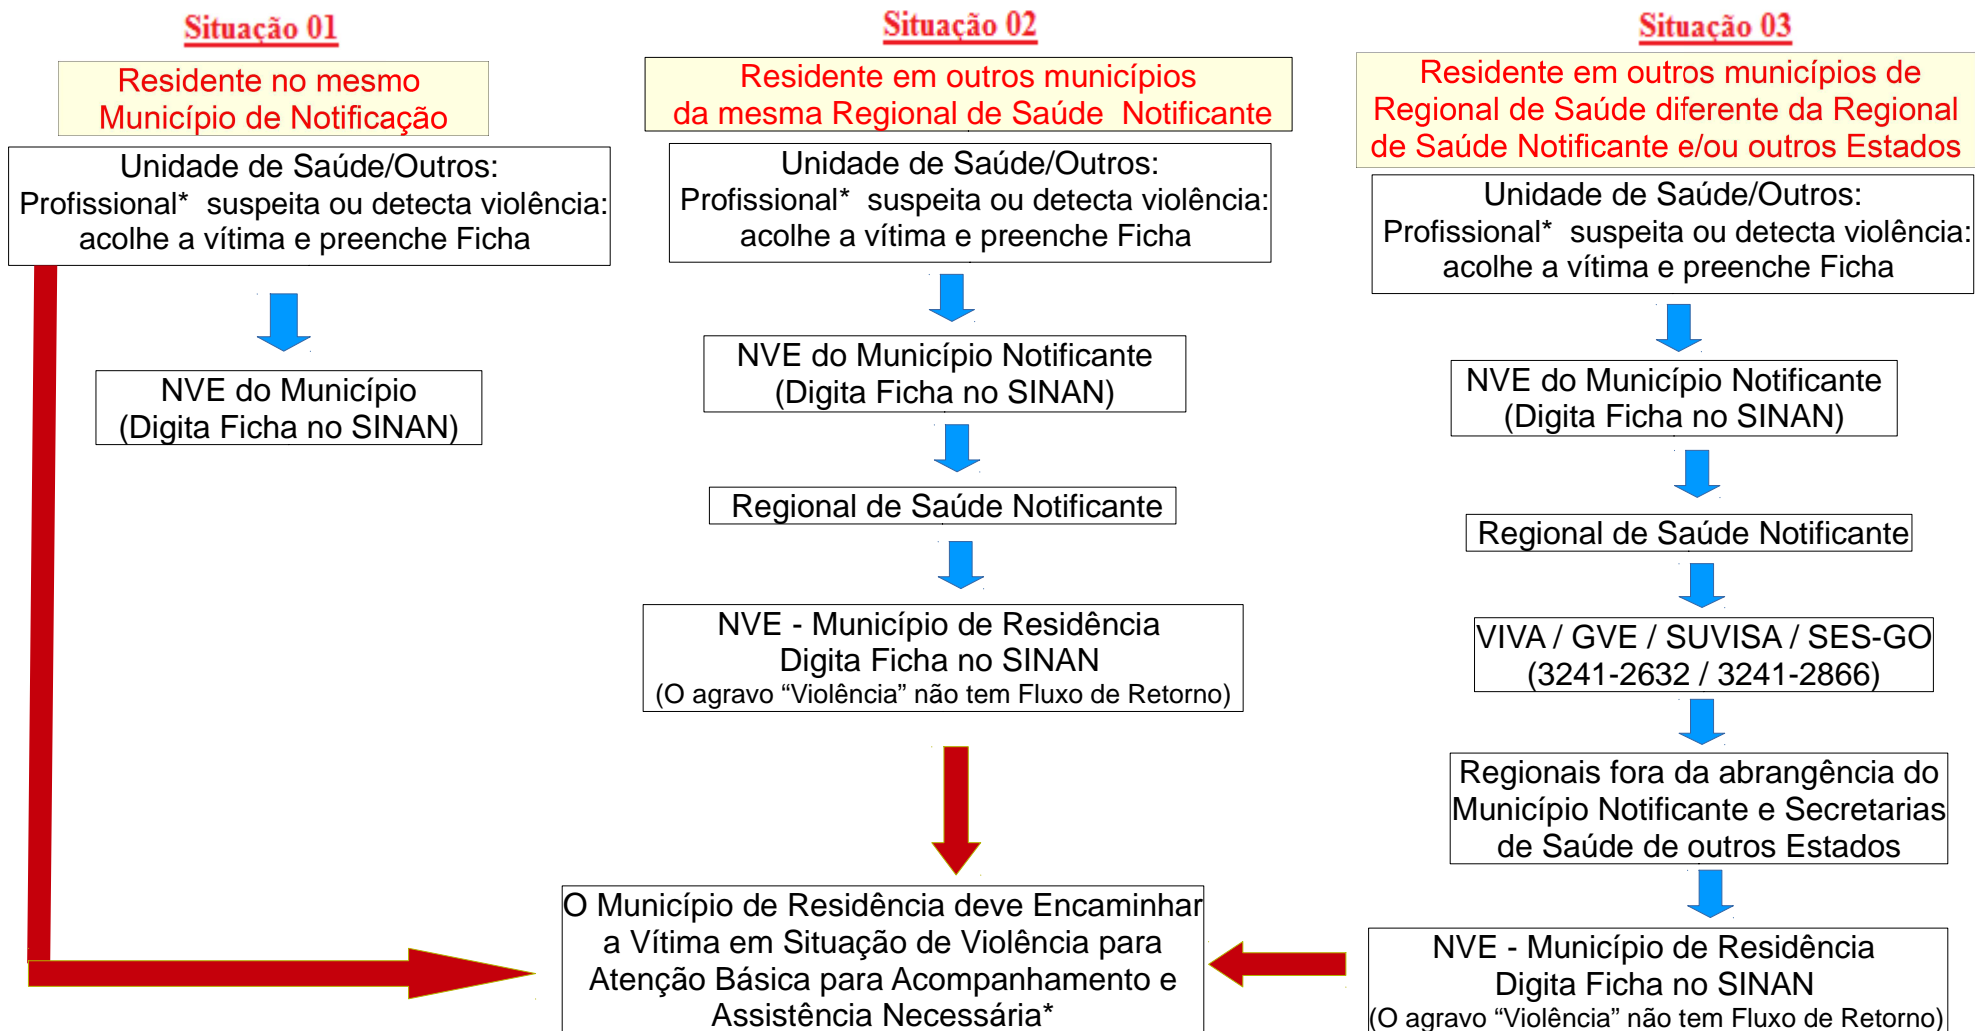 Situação 01
Residente no mesmo
Município de Notificação
Unidade de Saúde/Outros:
Profissional* suspeita ou detecta violência:
acolhe a vítima e preenche Ficha
NVE do Município
(Digita Ficha no SINAN)
Situação 02
Residente em outros municípios
da mesma Regional de Saúde Notificante
Unidade de Saúde/Outros:
Profissional* suspeita ou detecta violência:
acolhe a vítima e preenche Ficha
NVE do Município Notificante
(Digita Ficha no SINAN)
Regional de Saúde Notificante
NVE - Município de Residência
Digita Ficha no SINAN
(O agravo “Violência” não tem Fluxo de Retorno)
Situação 03
Residente em outros municípios de
Regional de Saúde diferente da Regional
de Saúde Notificante e/ou outros Estados
Unidade de Saúde/Outros:
Profissional* suspeita ou detecta violência:
acolhe a vítima e preenche Ficha
NVE do Município Notificante
(Digita Ficha no SINAN)
Regional de Saúde Notificante
VIVA / GVE / SUVISA / SES-GO
(3241-2632 / 3241-2866)
Regionais fora da abrangência do
Município Notificante e Secretarias
de Saúde de outros Estados
NVE - Município de Residência
Digita Ficha no SINAN
(O agravo “Violência” não tem Fluxo de Retorno)
O Município de Residência deve Encaminhar
a Vítima em Situação de Violência para
Atenção Básica para Acompanhamento e
Assistência Necessária*